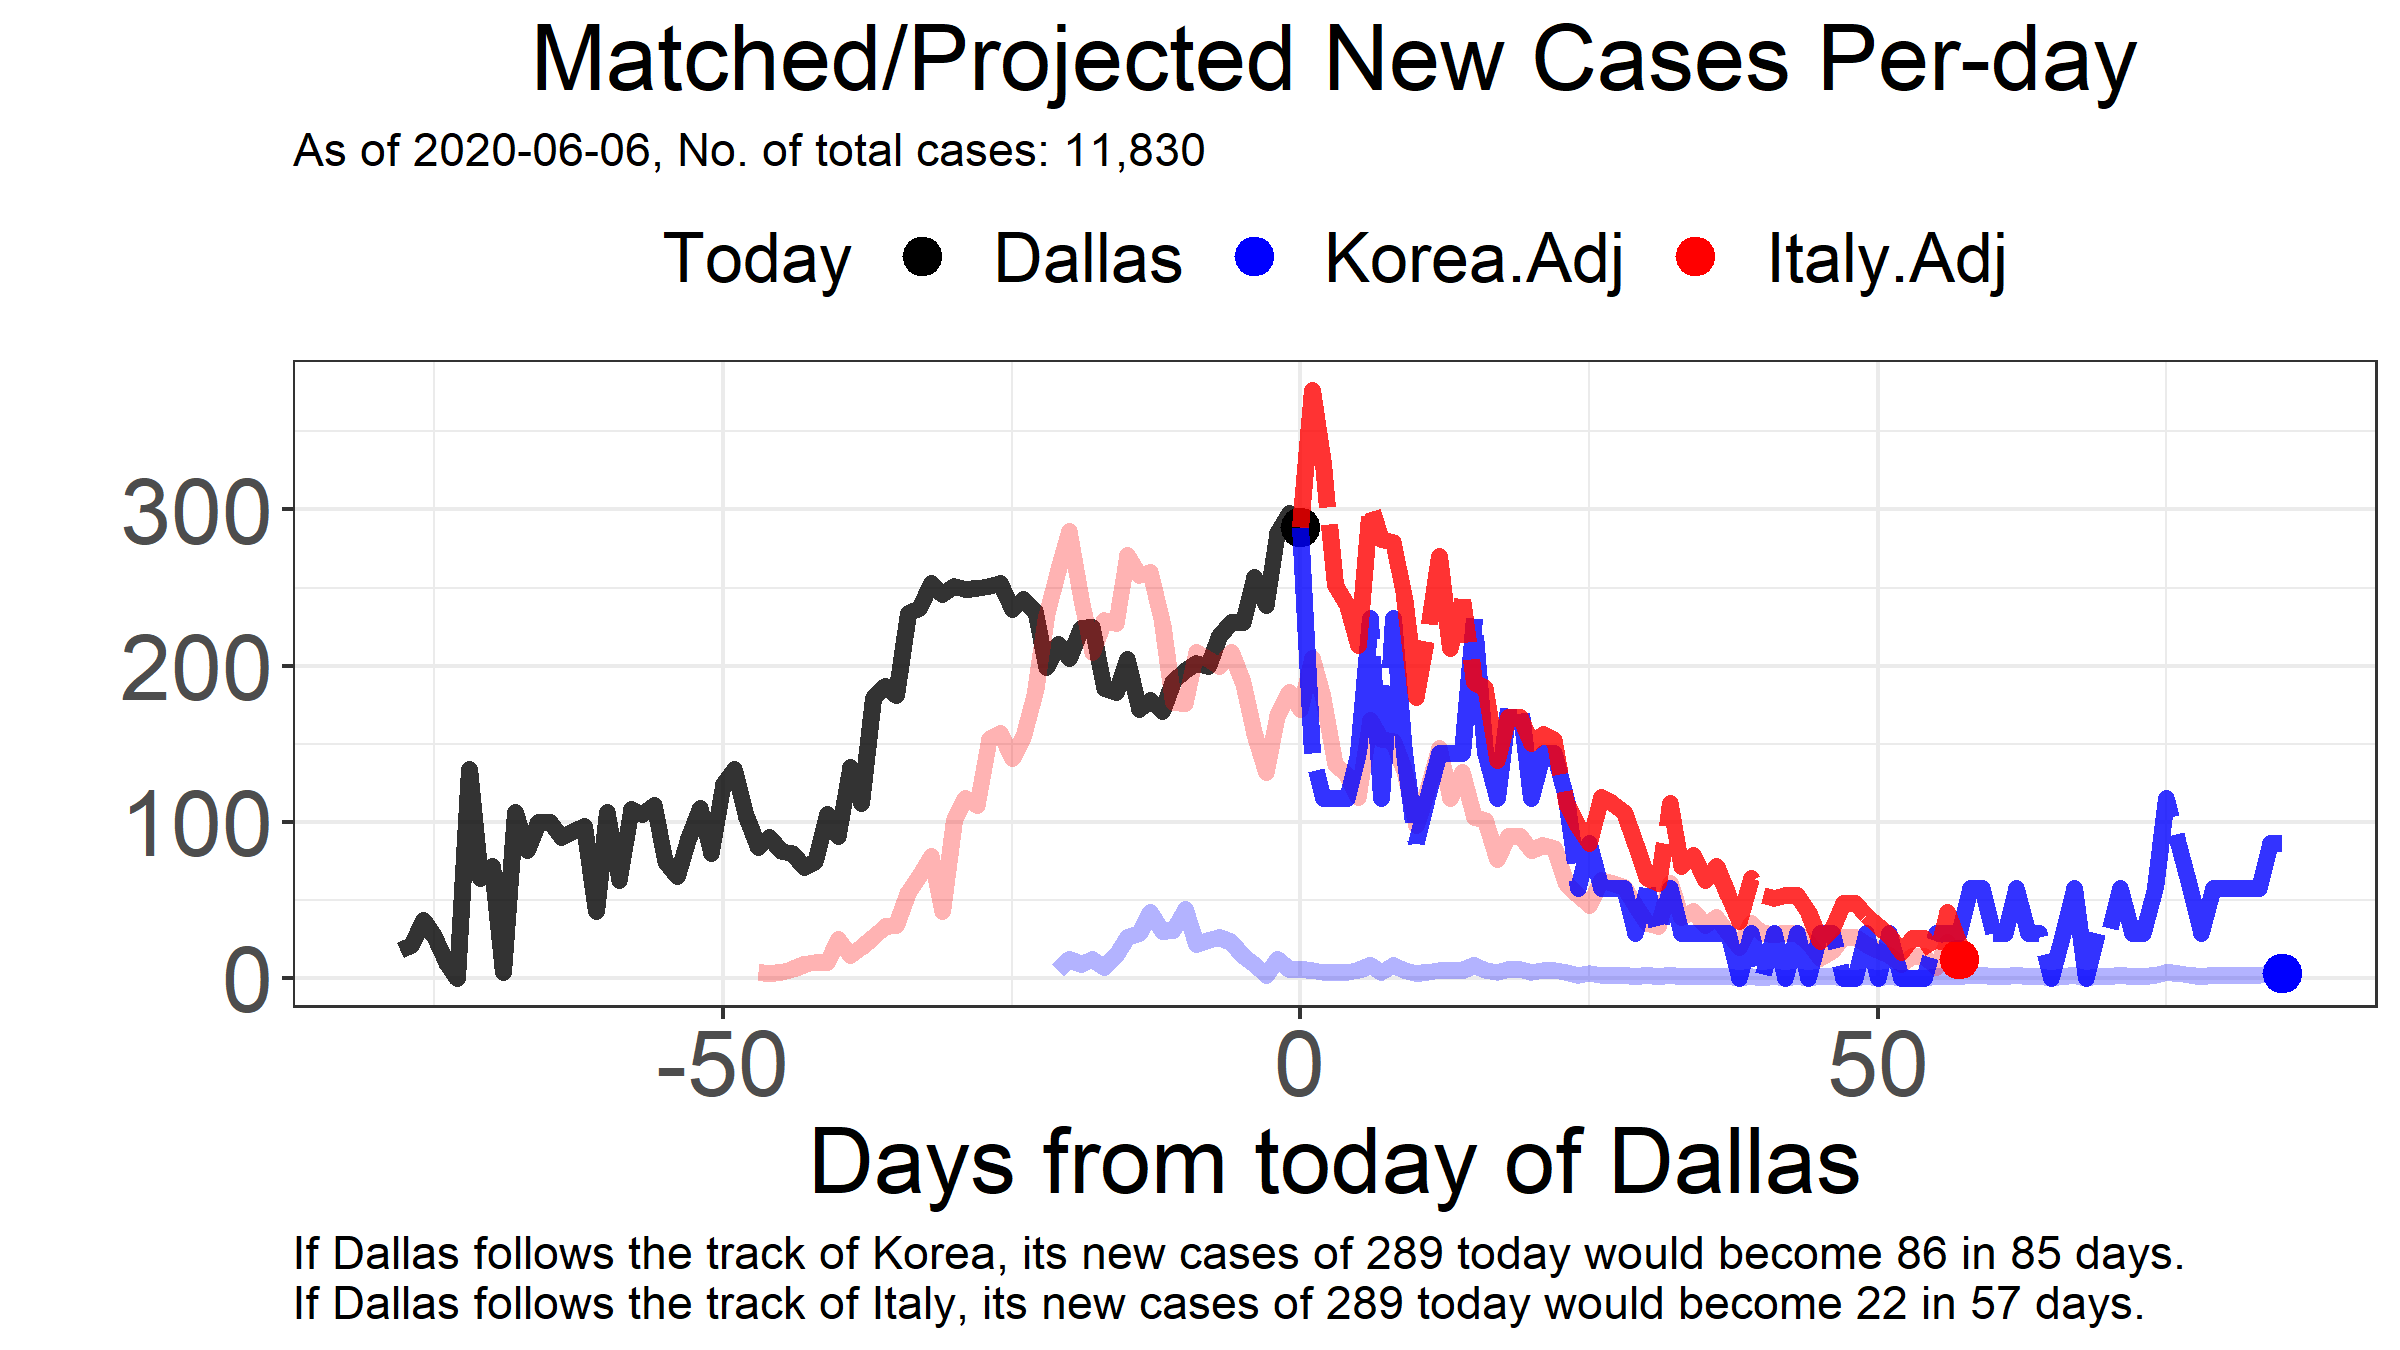 Matched/Projected New Cases Per-day
As of 2020-06-06, No. of total cases: 11,830
Today Dallas Korea.Adj Italy.Adj
300
200
100
0
-50 0 50
Days from today of Dallas
If Dallas follows the track of Korea, its new cases of 289 today would become 86 in 85 days.
If Dallas follows the track of Italy, its new cases of 289 today would become 22 in 57 days.